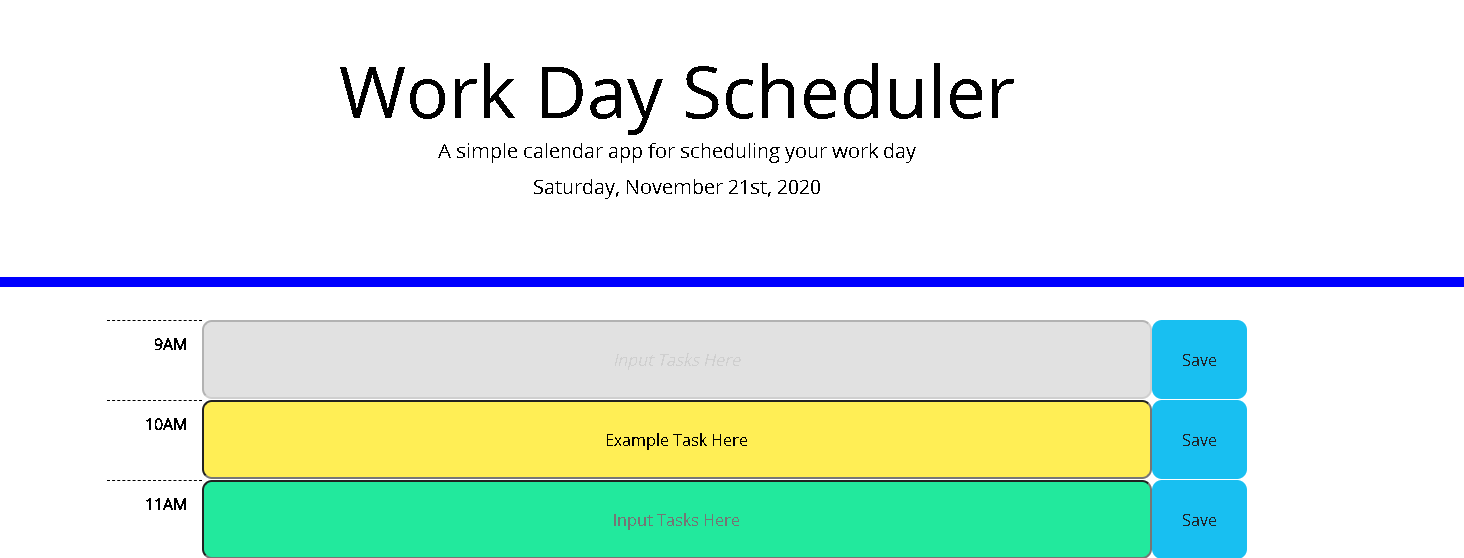 Work Day Scheduler
A simple calendar app for scheduling your work day
Saturday, November 21st, 2020
9AM Input Tasks Here Save
10AM Example Task Here Save
11AM Input Tasks Here Save